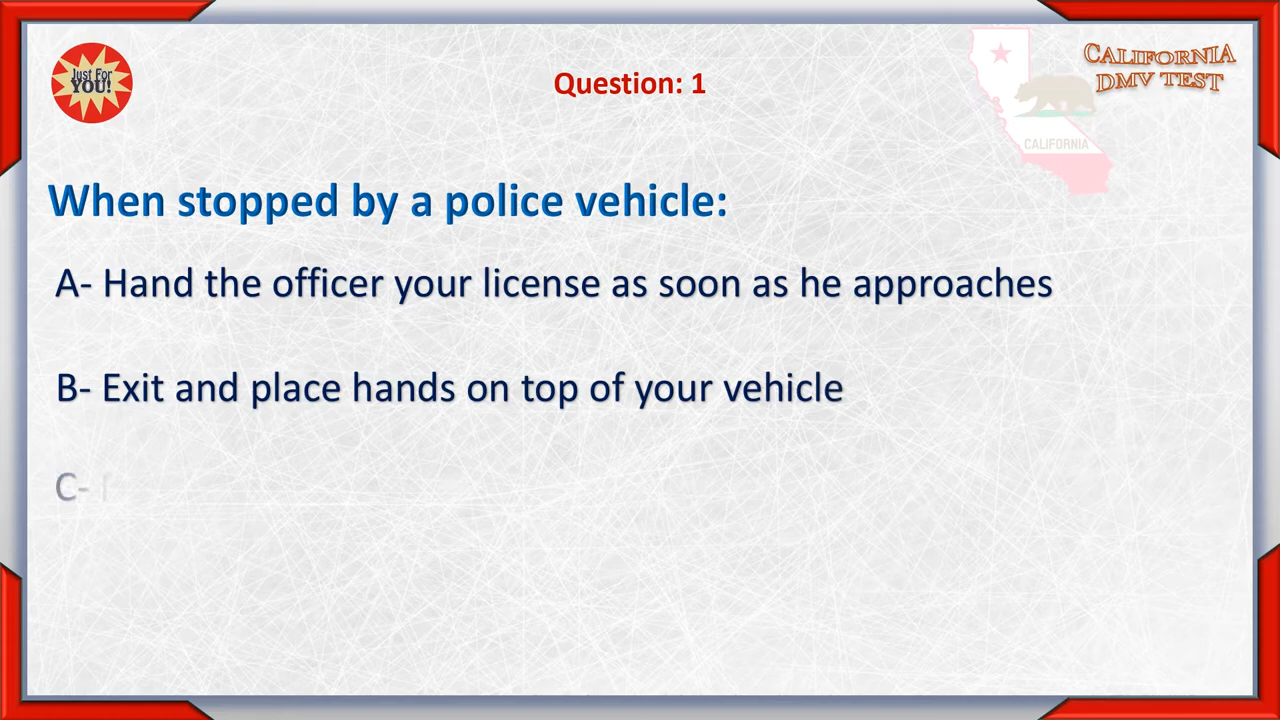 Just For
YOU!
Question: 1
CALIFORNIA
DMV TEST
CALIFORNIA
When stopped by a police vehicle:
A- Hand the officer your license as soon as he approaches
B- Exit and place hands on top of your vehicle
C-